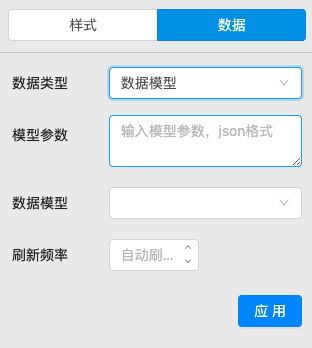 样式 数据
数据类型 数据模型
模型参数 输入模型参数，json格式
数据模型
刷新频率 自动刷...
应 用